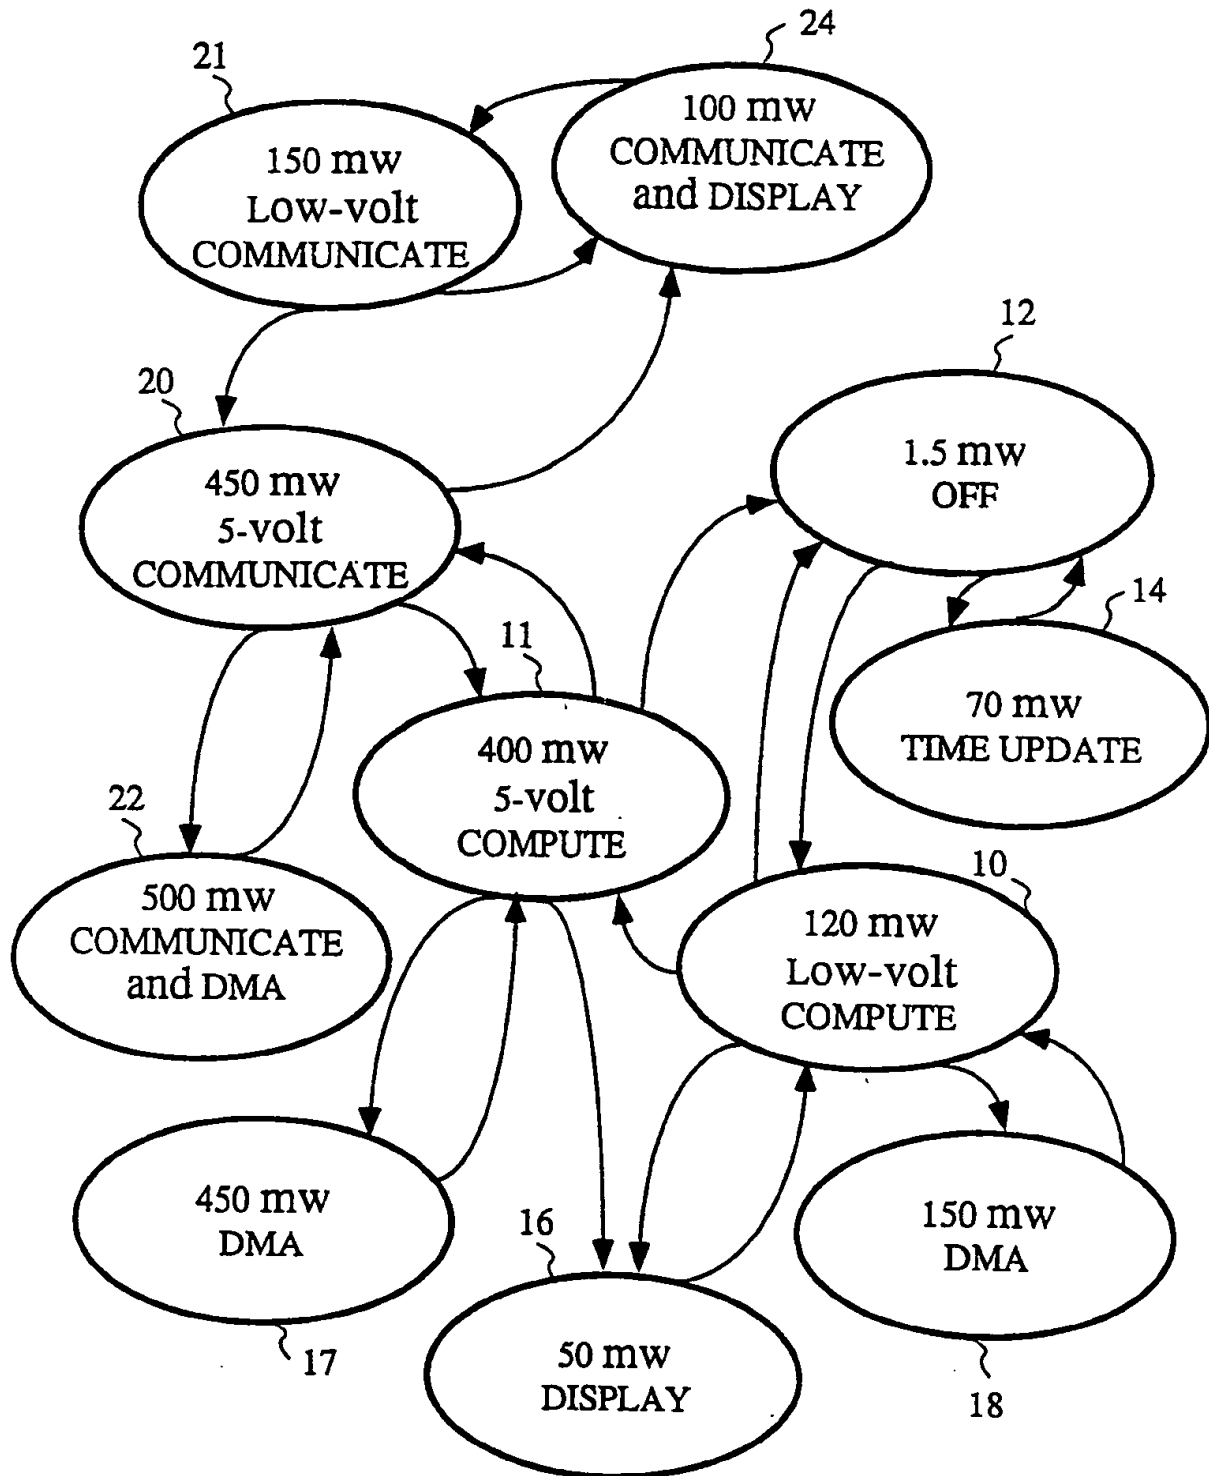 21
24
150 mw
Low-volt
COMMUNICATE
100 mw
COMMUNICATE
and DISPLAY
20
12
450 mw
5-volt
COMMUNICATE
1.5 mw
OFF
11
14
400 mw
5-volt
COMPUTE
70 mw
TIME UPDATE
22
10
500 mw
COMMUNICATE
and DMA
120 mw
Low-volt
COMPUTE
450 mw
DMA
17
16
150 mw
DMA
18
50 mw
DISPLAY